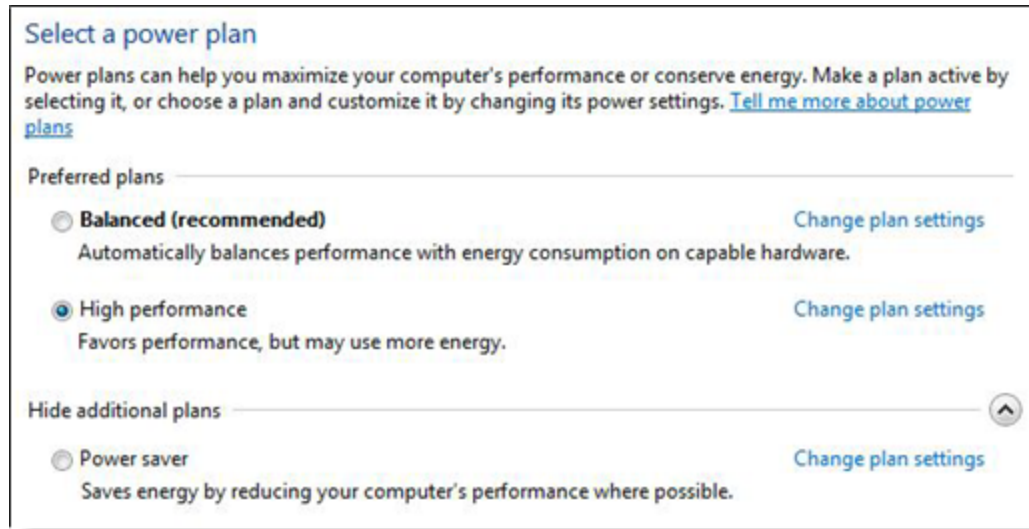 Select a power plan
Power plans can help you maximize your computer's performance or conserve energy. Make a plan active by
selecting it, or choose a plan and customize it by changing its power settings. Tell me more about power
plans
Preferred plans
Balanced (recommended) Change plan settings
Automatically balances performance with energy consumption on capable hardware.
High performance Change plan settings
Favors performance, but may use more energy.
Hide additional plans
Power saver Change plan settings
Saves energy by reducing your computer's performance where possible.